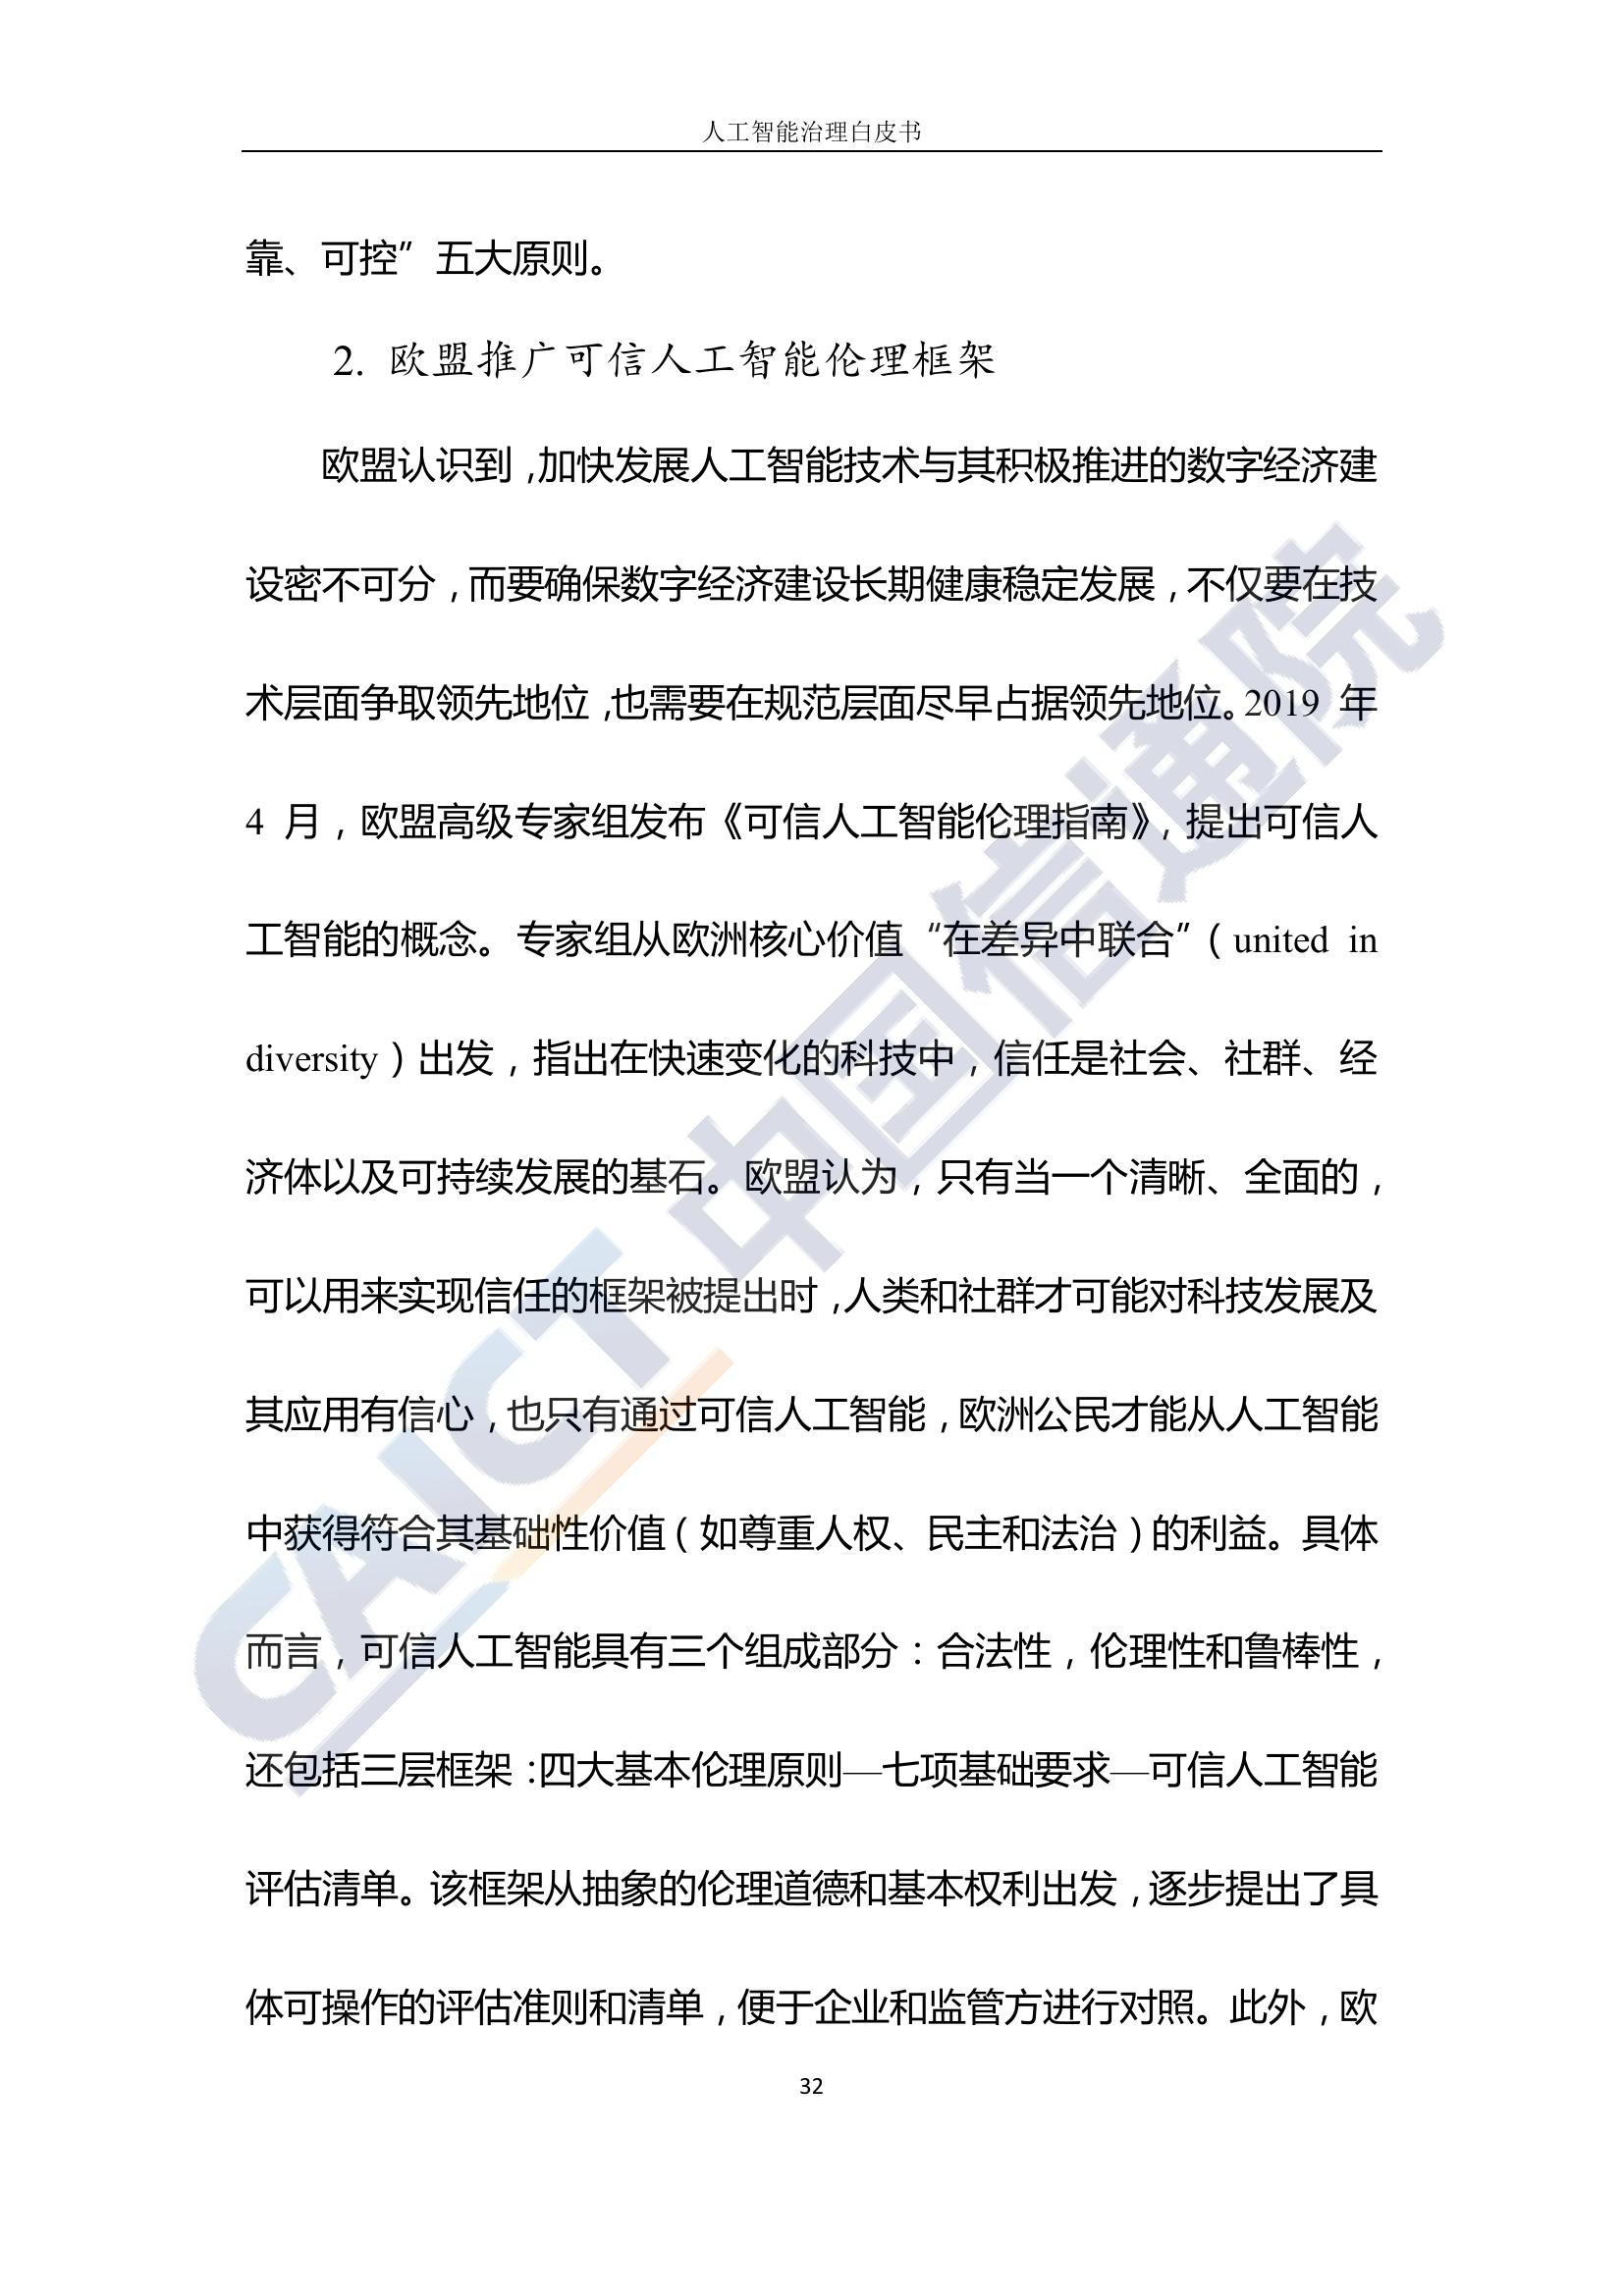 人工智能治理白皮书
靠、可控”五大原则。
2. 欧盟推广可信人工智能伦理框架
欧盟认识到，加快发展人工智能技术与其积极推进的数字经济建
设密不可分，而要确保数字经济建设长期健康稳定发展，不仅要在技
术层面争取领先地位，也需要在规范层面尽早占据领先地位。2019 年
4 月，欧盟高级专家组发布《可信人工智能伦理指南》，提出可信人
工智能的概念。专家组从欧洲核心价值“在差异中联合”（united in
diversity）出发，指出在快速变化的科技中，信任是社会、社群、经
济体以及可持续发展的基石。欧盟认为，只有当一个清晰、全面的，
可以用来实现信任的框架被提出时，人类和社群才可能对科技发展及
其应用有信心，也只有通过可信人工智能，欧洲公民才能从人工智能
中获得符合其基础性价值（如尊重人权、民主和法治）的利益。具体
而言，可信人工智能具有三个组成部分：合法性，伦理性和鲁棒性，
还包括三层框架：四大基本伦理原则—七项基础要求—可信人工智能
评估清单。该框架从抽象的伦理道德和基本权利出发，逐步提出了具
体可操作的评估准则和清单，便于企业和监管方进行对照。此外，欧
32
CAICT 中国信通院